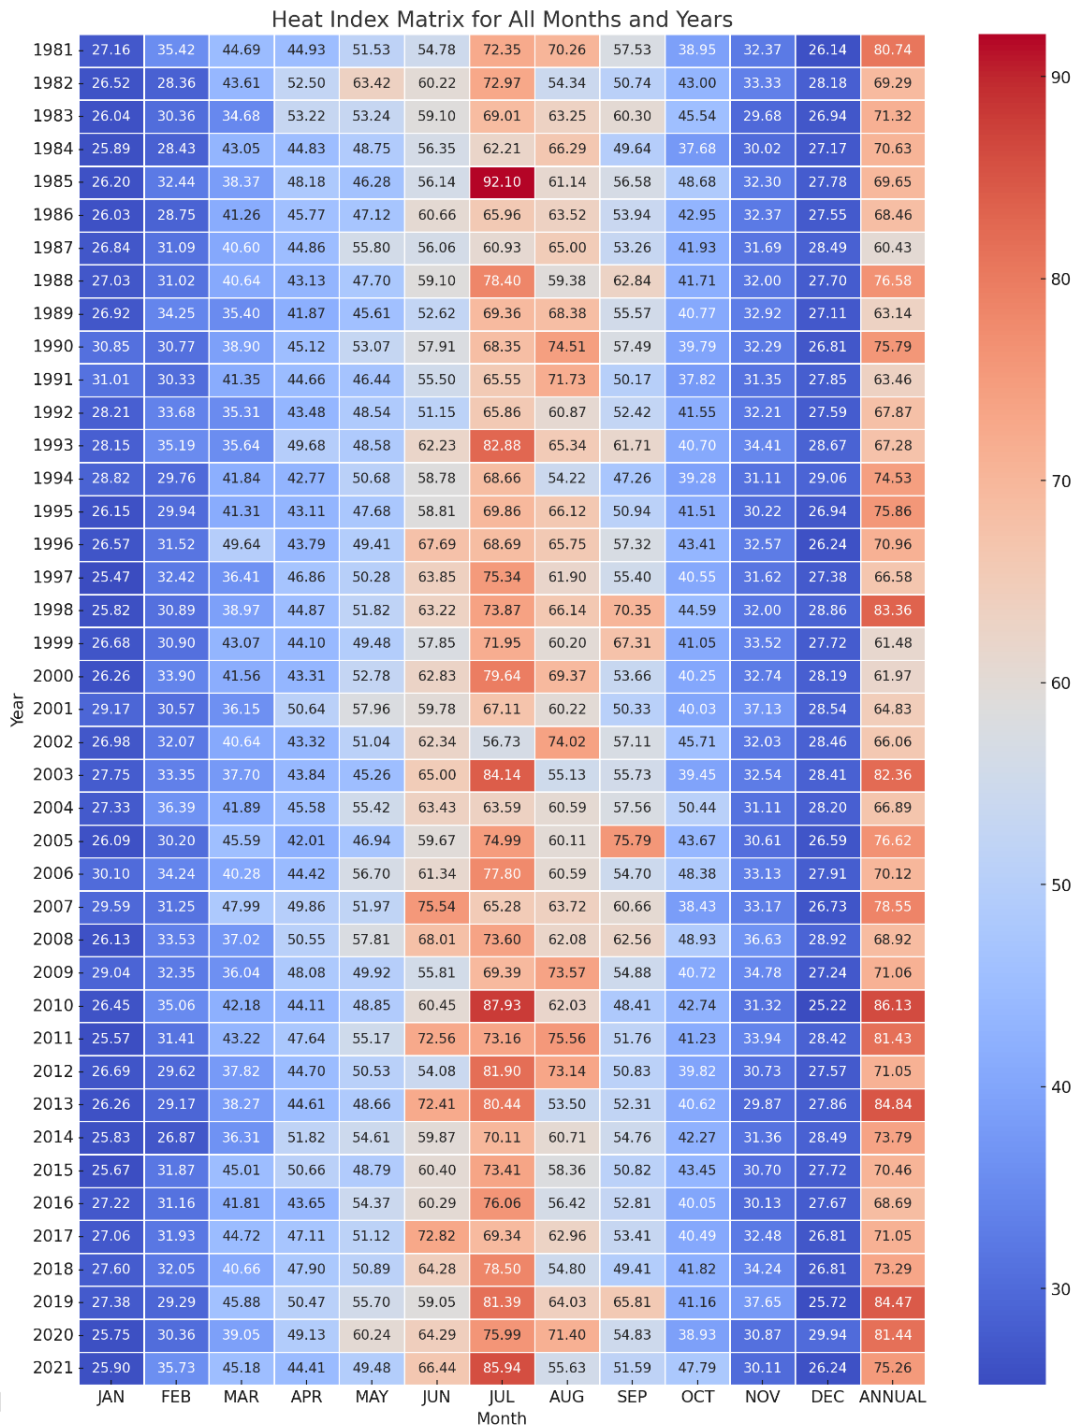 Heat Index Matrix for All Months and Years
1981 27.16 35.42 44.69 44.93 51.53 54.78 72.35 70.26 57.53 38.95 32.37 26.14 80.74
1982 26.52 28.36 43.61 52.50 63.42 60.22 72.97 54.34 50.74 43.00 33.33 28.18 69.29
1983 26.04 30.36 34.68 53.22 53.24 59.10 69.01 63.25 60.30 45.54 29.68 26.94 71.32
1984 25.89 28.43 43.05 44.83 48.75 56.35 62.21 66.29 49.64 37.68 30.02 27.17 70.63
1985 26.20 32.44 38.37 48.18 46.28 56.14 92.10 61.14 56.58 48.68 32.30 27.78 69.65
1986 26.03 28.75 41.26 45.77 47.12 60.66 65.96 63.52 53.94 42.95 32.37 27.55 68.46
1987 26.84 31.09 40.60 44.86 55.80 56.06 60.93 65.00 53.26 41.93 31.69 28.49 60.43
1988 27.03 31.02 40.64 43.13 47.70 59.10 78.40 59.38 62.84 41.71 32.00 27.70 76.58
1989 26.92 34.25 35.40 41.87 45.61 52.62 69.36 68.38 55.57 40.77 32.92 27.11 63.14
1990 30.85 30.77 38.90 45.12 53.07 57.91 68.35 74.51 57.49 39.79 32.29 26.81 75.79
1991 31.01 30.33 41.35 44.66 46.44 55.50 65.55 71.73 50.17 37.82 31.35 27.85 63.46
1992 28.21 33.68 35.31 43.48 48.54 51.15 65.86 60.87 52.42 41.55 32.21 27.59 67.87
1993 28.15 35.19 35.64 49.68 48.58 62.23 82.88 65.34 61.71 40.70 34.41 28.67 67.28
1994 28.82 29.76 41.84 42.77 50.68 58.78 68.66 54.22 47.26 39.28 31.11 29.06 74.53
1995 26.15 29.94 41.31 43.11 47.68 58.81 69.86 66.12 50.94 41.51 30.22 26.94 75.86
1996 26.57 31.52 49.64 43.79 49.41 67.69 68.69 65.75 57.32 43.41 32.57 26.24 70.96
1997 25.47 32.42 36.41 46.86 50.28 63.85 75.34 61.90 55.40 40.55 31.62 27.38 66.58
1998 25.82 30.89 38.97 44.87 51.82 63.22 73.87 66.14 70.35 44.59 32.00 28.86 83.36
1999 26.68 30.90 43.07 44.10 49.48 57.85 71.95 60.20 67.31 41.05 33.52 27.72 61.48
2000 26.26 33.90 41.56 43.31 52.78 62.83 79.64 69.37 53.66 40.25 32.74 28.19 61.97
2001 29.17 30.57 36.15 50.64 57.96 59.78 67.11 60.22 50.33 40.03 37.13 28.54 64.83
2002 26.98 32.07 40.64 43.32 51.04 62.34 56.73 74.02 57.11 45.71 32.03 28.46 66.06
2003 27.75 33.35 37.70 43.84 45.26 65.00 84.14 55.13 55.73 39.45 32.54 28.41 82.36
2004 27.33 36.39 41.89 45.58 55.42 63.43 63.59 60.59 57.56 50.44 31.11 28.20 66.89
2005 26.09 30.20 45.59 42.01 46.94 59.67 74.99 60.11 75.79 43.67 30.61 26.59 76.62
2006 30.10 34.24 40.28 44.42 56.70 61.34 77.80 60.59 54.70 48.38 33.13 27.91 70.12
2007 29.59 31.25 47.99 49.86 51.97 75.54 65.28 63.72 60.66 38.43 33.17 26.73 78.55
2008 26.13 33.53 37.02 50.55 57.81 68.01 73.60 62.08 62.56 48.93 36.63 28.92 68.92
2009 29.04 32.35 36.04 48.08 49.92 55.81 69.39 73.57 54.88 40.72 34.78 27.24 71.06
2010 26.45 35.06 42.18 44.11 48.85 60.45 87.93 62.03 48.41 42.74 31.32 25.22 86.13
2011 25.57 31.41 43.22 47.64 55.17 72.56 73.16 75.56 51.76 41.23 33.94 28.42 81.43
2012 26.69 29.62 37.82 44.70 50.53 54.08 81.90 73.14 50.83 39.82 30.73 27.57 71.05
2013 26.26 29.17 38.27 44.61 48.66 72.41 80.44 53.50 52.31 40.62 29.87 27.86 84.84
2014 25.83 26.87 36.31 51.82 54.61 59.87 70.11 60.71 54.76 42.27 31.36 28.49 73.79
2015 25.67 31.87 45.01 50.66 48.79 60.40 73.41 58.36 50.82 43.45 30.70 27.72 70.46
2016 27.22 31.16 41.81 43.65 54.37 60.29 76.06 56.42 52.81 40.05 30.13 27.67 68.69
2017 27.06 31.93 44.72 47.11 51.12 72.82 69.34 62.96 53.41 40.49 32.48 26.81 71.05
2018 27.60 32.05 40.66 47.90 50.89 64.28 78.50 54.80 49.41 41.82 34.24 26.81 73.29
2019 27.38 29.29 45.88 50.47 55.70 59.05 81.39 64.03 65.81 41.16 37.65 25.72 84.47
2020 25.75 30.36 39.05 49.13 60.24 64.29 75.99 71.40 54.83 38.93 30.87 29.94 81.44
2021 25.90 35.73 45.18 44.41 49.48 66.44 85.94 55.63 51.59 47.79 30.11 26.24 75.26
JAN FEB MAR APR MAY JUN JUL AUG SEP OCT NOV DEC ANNUAL
Month
Year
90
80
70
60
50
40
30